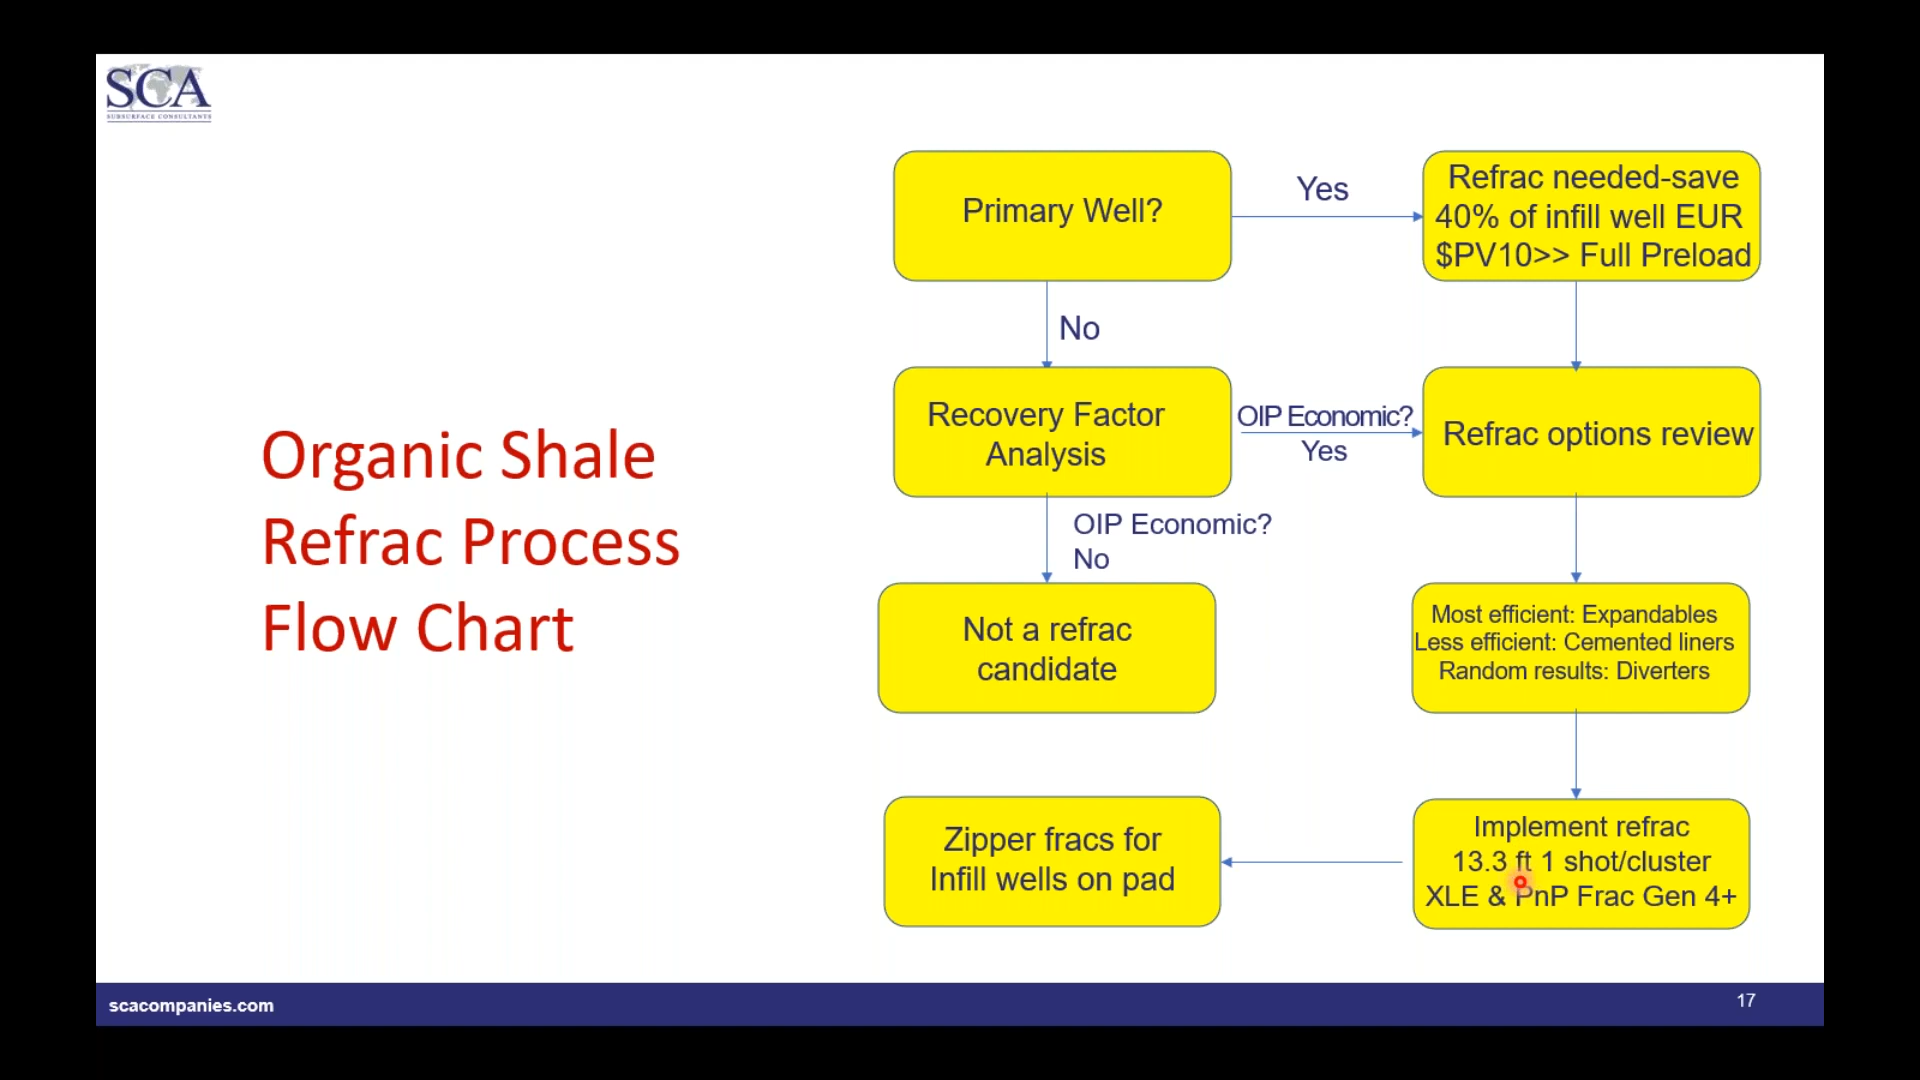 SCA
SUBSURFACE CONSULTANTS
Organic Shale
Refrac Process
Flow Chart
Primary Well?
Yes
Refrac needed-save
40% of infill well EUR
$PV10>> Full Preload
No
Recovery Factor
Analysis
OIP Economic?
Yes
Refrac options review
OIP Economic?
No
Not a refrac
candidate
Most efficient: Expandables
Less efficient: Cemented liners
Random results: Diverters
Zipper fracs for
Infill wells on pad
Implement refrac
13.3 ft 1 shot/cluster
XLE & PnP Frac Gen 4+
scacompanies.com
17